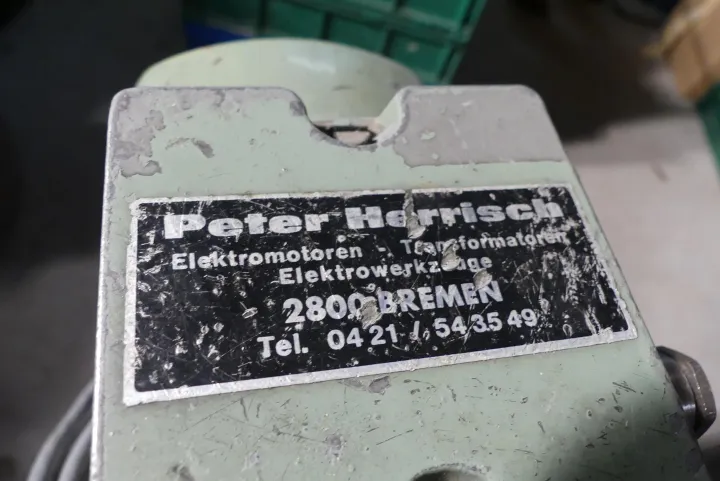 Peter Herrisch
Elektromotoren - Transformatoren
Elektrowerkzeuge
2800 BREMEN
Tel. 04 21 / 54 35 49